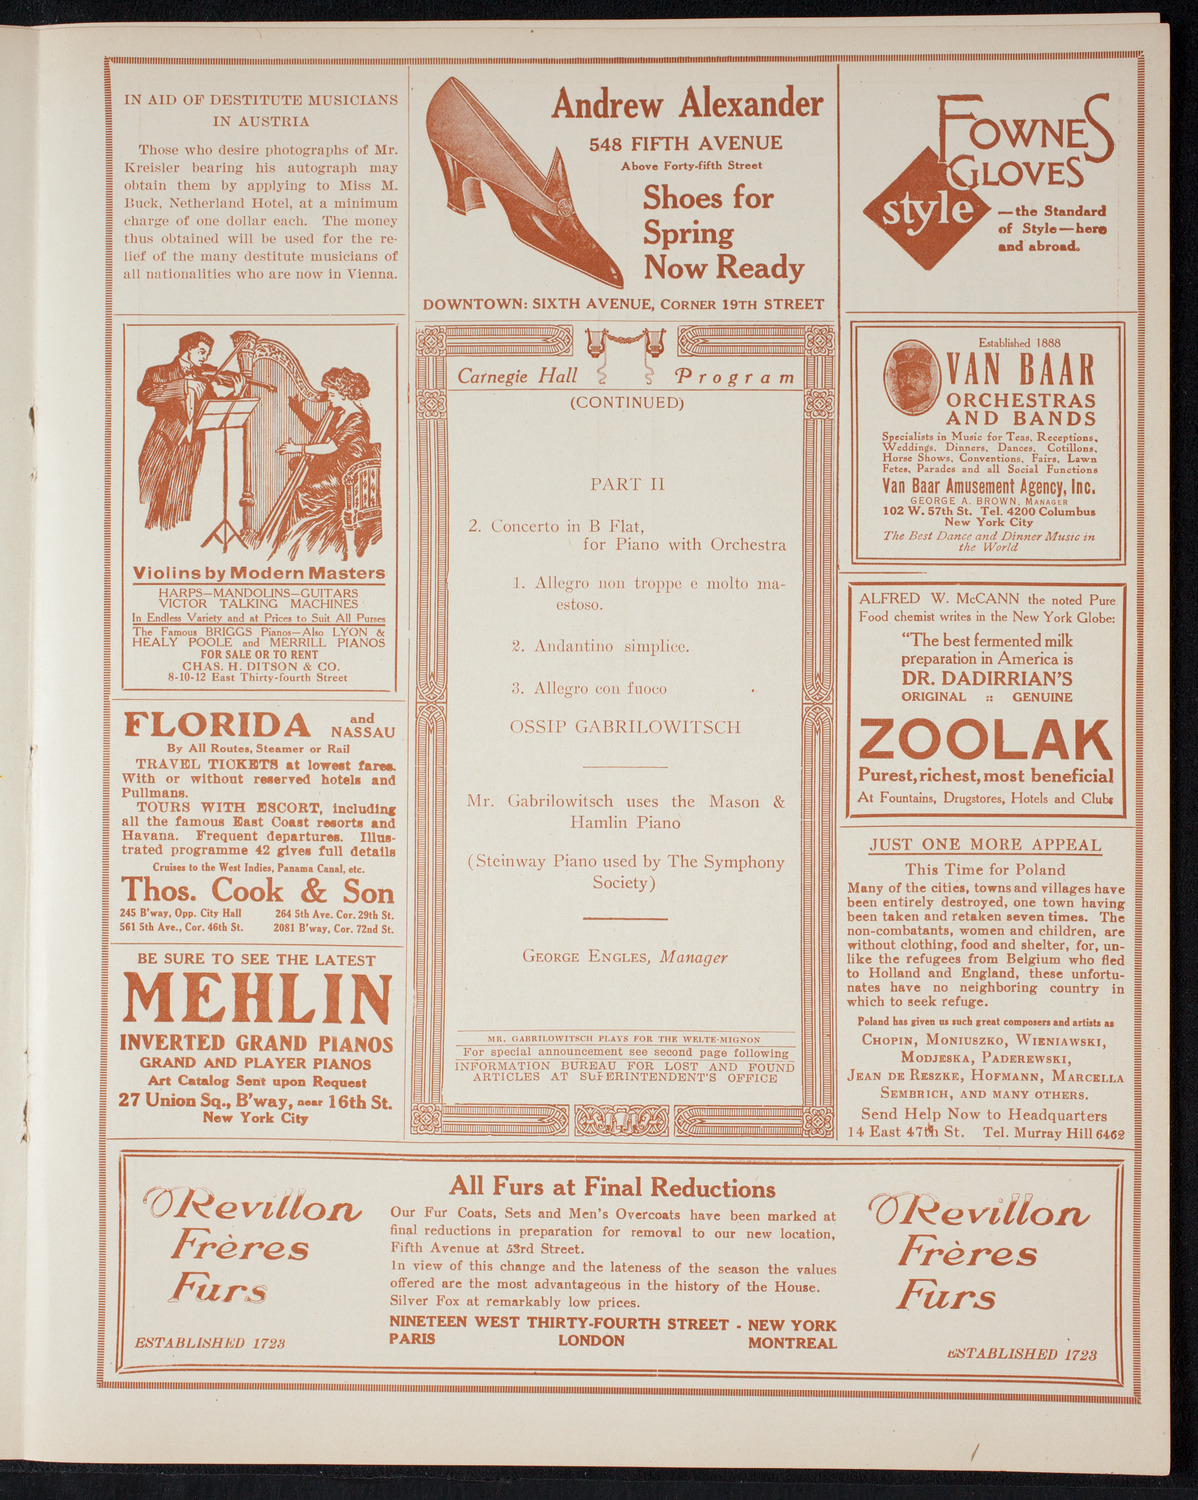 IN AID OF DESTITUTE MUSICIANS
IN AUSTRIA
Those who desire photographs of Mr.
Kreisler bearing his autograph may
obtain them by applying to Miss M.
Buck, Netherland Hotel, at a minimum
charge of one dollar each. The money
thus obtained will be used for the re-
lief of the many destitute musicians of
all nationalities who are now in Vienna.
Andrew Alexander
548 FIFTH AVENUE
Above Forty-fifth Street
Shoes for
Spring
Now Ready
DOWNTOWN: SIXTH AVENUE, CORNER 19TH STREET
FOWNES
GLOVES
style
—the Standard
of Style—here
and abroad.
Violins by Modern Masters
HARPS—MANDOLINS—GUITARS
VICTOR TALKING MACHINES
In Endless Variety and at Prices to Suit All Purses
The Famous BRIGGS Pianos—Also LYON &
HEALY POOLE and MERRILL PIANOS
FOR SALE OR TO RENT
CHAS. H. DITSON & CO.
8-10-12 East Thirty-fourth Street
FLORIDA and
NASSAU
By All Routes, Steamer or Rail
TRAVEL TICKETS at lowest fares.
With or without reserved hotels and
Pullmans.
TOURS WITH ESCORT, including
all the famous East Coast resorts and
Havana. Frequent departures. Illus-
trated programme 42 gives full details
Cruises to the West Indies, Panama Canal, etc.
Thos. Cook & Son
245 B'way, Opp. City Hall 264 5th Ave. Cor. 29th St.
561 5th Ave., Cor. 46th St. 2081 B'way, Cor. 72nd St.
BE SURE TO SEE THE LATEST
MEHLIN
INVERTED GRAND PIANOS
GRAND AND PLAYER PIANOS
Art Catalog Sent upon Request
27 Union Sq., B'way, near 16th St.
New York City
Carnegie Hall Program
(CONTINUED)
PART II
2. Concerto in B Flat,
for Piano with Orchestra
1. Allegro non troppe e molto ma-
estoso.
2. Andantino simplice.
3. Allegro con fuoco
OSSIP GABRILOWITSCH
Mr. Gabrilowitsch uses the Mason &
Hamlin Piano
(Steinway Piano used by The Symphony
Society)
GEORGE ENGLES, Manager
MR. GABRILOWITSCH PLAYS FOR THE WELTE-MIGNON
For special announcement see second page following
INFORMATION BUREAU FOR LOST AND FOUND
ARTICLES AT SUPERINTENDENT'S OFFICE
Established 1888
VAN BAAR
ORCHESTRAS
AND BANDS
Specialists in Music for Teas, Receptions,
Weddings, Dinners, Dances, Cotillons,
Horse Shows, Conventions, Fairs, Lawn
Fetes, Parades and all Social Functions
Van Baar Amusement Agency, Inc.
GEORGE A. BROWN, MANAGER
102 W. 57th St. Tel. 4200 Columbus
New York City
The Best Dance and Dinner Music in
the World
ALFRED W. McCANN the noted Pure
Food chemist writes in the New York Globe:
"The best fermented milk
preparation in America is
DR. DADIRRIAN'S
ORIGINAL :: GENUINE
ZOOLAK
Purest, richest, most beneficial
At Fountains, Drugstores, Hotels and Clubs
JUST ONE MORE APPEAL
This Time for Poland
Many of the cities, towns and villages have
been entirely destroyed, one town having
been taken and retaken seven times. The
non-combatants, women and children, are
without clothing, food and shelter, for, un-
like the refugees from Belgium who fled
to Holland and England, these unfortu-
nates have no neighboring country in
which to seek refuge.
Poland has given us such great composers and artists as
CHOPIN, MONIUSZKO, WIENIAWSKI,
MODJESKA, PADEREWSKI,
JEAN DE RESZKE, HOFMANN, MARCELLA
SEMBRICH, AND MANY OTHERS.
Send Help Now to Headquarters
14 East 47th St. Tel. Murray Hill 6462
Revillon
Frères
Furs
ESTABLISHED 1723
All Furs at Final Reductions
Our Fur Coats, Sets and Men's Overcoats have been marked at
final reductions in preparation for removal to our new location,
Fifth Avenue at 53rd Street.
In view of this change and the lateness of the season the values
offered are the most advantageous in the history of the House.
Silver Fox at remarkably low prices.
NINETEEN WEST THIRTY-FOURTH STREET - NEW YORK
PARIS LONDON MONTREAL
Revillon
Frères
Furs
ESTABLISHED 1723